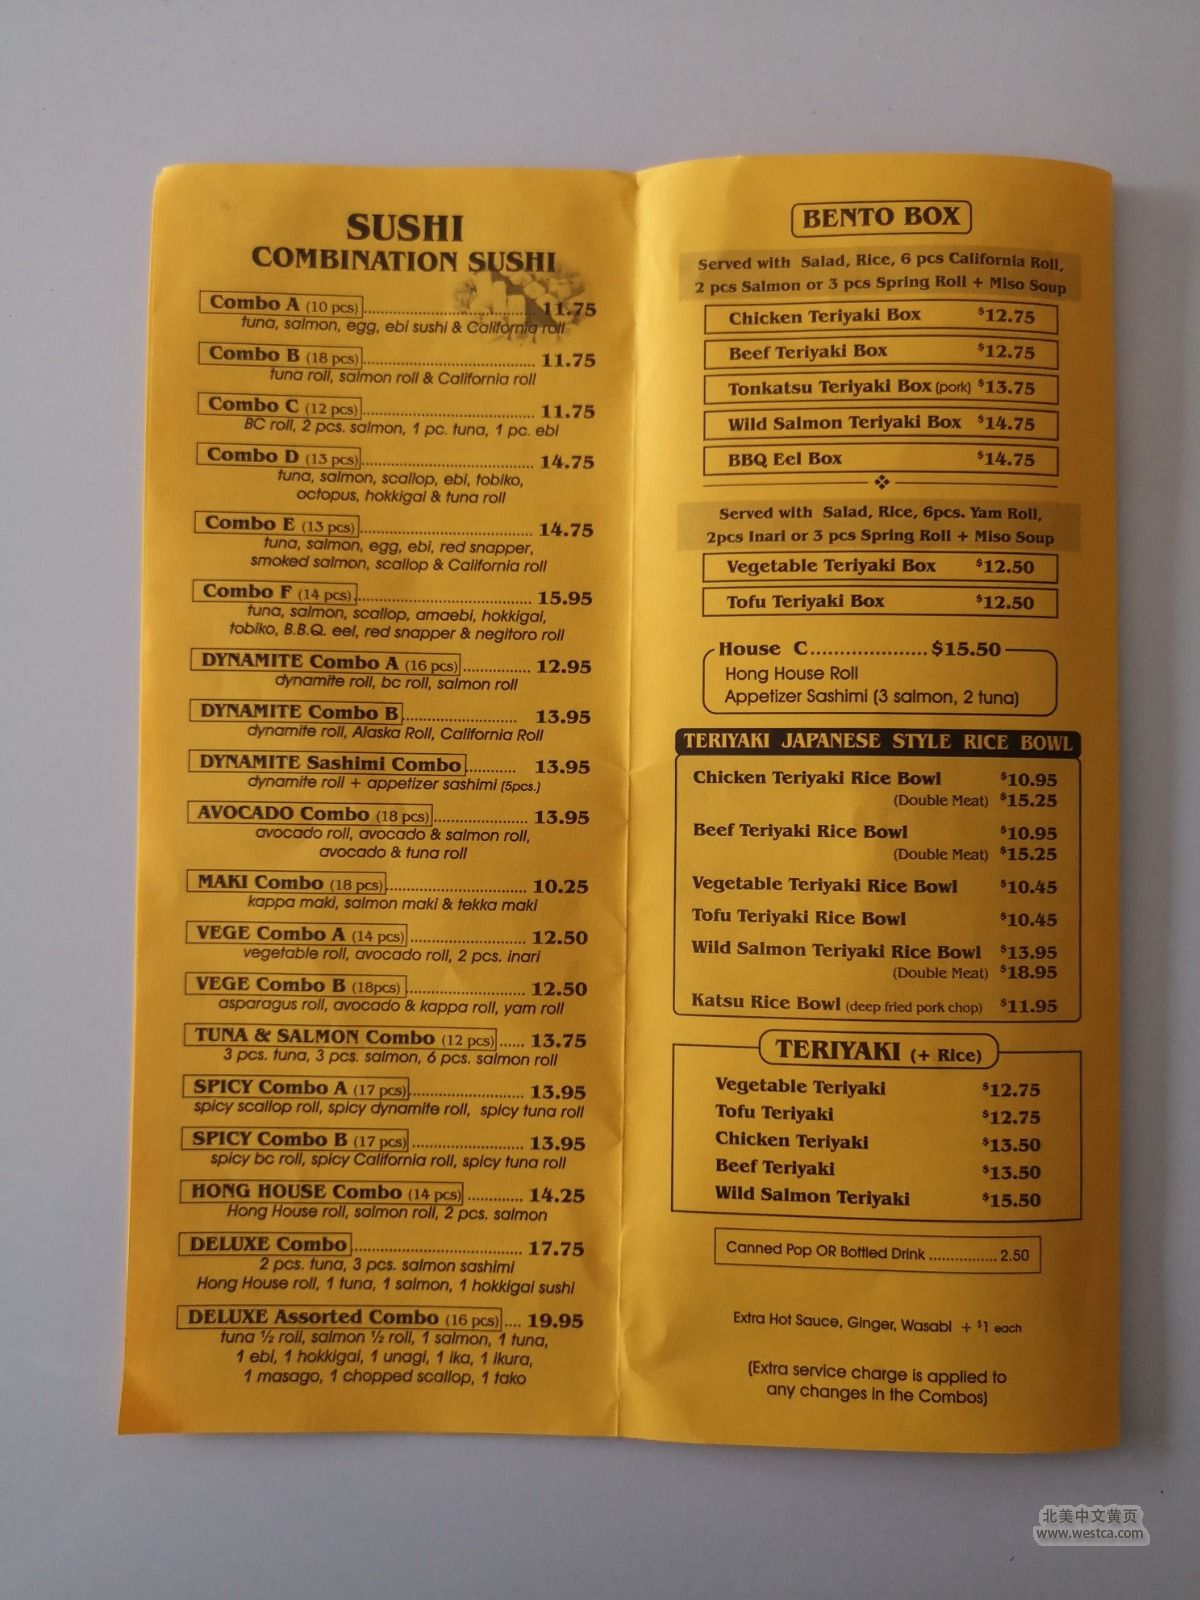 SUSHI
COMBINATION SUSHI
Combo A (10 pcs) 11.75
tuna, salmon, egg, ebi sushi & California roll
Combo B (18 pcs)............................ 11.75
tuna roll, salmon roll & California roll
Combo C (12 pcs)............................ 11.75
BC roll, 2 pcs. salmon, 1 pc. tuna, 1 pc. ebi
Combo D (13 pcs)............................ 14.75
tuna, salmon, scallop, ebi, tobiko,
octopus, hokkigai & tuna roll
Combo E (13 pcs)............................ 14.75
tuna, salmon, egg, ebi, red snapper,
smoked salmon, scallop & California roll
Combo F (14 pcs)............................ 15.95
tuna, salmon, scallop, amaebi, hokkigai,
tobiko, B.B.Q. eel, red snapper & negitoro roll
DYNAMITE Combo A (16 pcs)............ 12.95
dynamite roll, bc roll, salmon roll
DYNAMITE Combo B.................... 13.95
dynamite roll, Alaska Roll, California Roll
DYNAMITE Sashimi Combo.......... 13.95
dynamite roll + appetizer sashimi (5pcs.)
AVOCADO Combo (18 pcs)................. 13.95
avocado roll, avocado & salmon roll,
avocado & tuna roll
MAKI Combo (18 pcs)........................ 10.25
kappa maki, salmon maki & tekka maki
VEGE Combo A (14 pcs) ................... 12.50
vegetable roll, avocado roll, 2 pcs. inari
VEGE Combo B (18pcs).................... 12.50
asparagus roll, avocado & kappa roll, yam roll
TUNA & SALMON Combo (12 pcs)...... 13.75
3 pcs. tuna, 3 pcs. salmon, 6 pcs. salmon roll
SPICY Combo A (17 pcs).................... 13.95
spicy scallop roll, spicy dynamite roll, spicy tuna roll
SPICY Combo B (17 pcs) ................... 13.95
spicy bc roll, spicy California roll, spicy tuna roll
HONG HOUSE Combo (14 pcs) ........... 14.25
Hong House roll, salmon roll, 2 pcs. salmon
DELUXE Combo............................ 17.75
2 pcs. tuna, 3 pcs. salmon sashimi
Hong House roll, 1 tuna, 1 salmon, 1 hokkigai sushi
DELUXE Assorted Combo (16 pcs).... 19.95
tuna ½ roll, salmon ½ roll, 1 salmon, 1 tuna,
1 ebi, 1 hokkigai, 1 unagi, 1 ika, 1 ikura,
1 masago, 1 chopped scallop, 1 tako
BENTO BOX
Served with Salad, Rice, 6 pcs California Roll,
2 pcs Salmon or 3 pcs Spring Roll + Miso Soup
Chicken Teriyaki Box $12.75
Beef Teriyaki Box $12.75
Tonkatsu Teriyaki Box (pork) $13.75
Wild Salmon Teriyaki Box $14.75
BBQ Eel Box $14.75
Served with Salad, Rice, 6pcs. Yam Roll,
2pcs Inari or 3 pcs Spring Roll + Miso Soup
Vegetable Teriyaki Box $12.50
Tofu Teriyaki Box $12.50
House C.....................$15.50
Hong House Roll
Appetizer Sashimi (3 salmon, 2 tuna)
TERIYAKI JAPANESE STYLE RICE BOWL
Chicken Teriyaki Rice Bowl $10.95
(Double Meat) $15.25
Beef Teriyaki Rice Bowl $10.95
(Double Meat) $15.25
Vegetable Teriyaki Rice Bowl $10.45
Tofu Teriyaki Rice Bowl $10.45
Wild Salmon Teriyaki Rice Bowl $13.95
(Double Meat) $18.95
Katsu Rice Bowl (deep fried pork chop) $11.95
TERIYAKI (+ Rice)
Vegetable Teriyaki $12.75
Tofu Teriyaki $12.75
Chicken Teriyaki $13.50
Beef Teriyaki $13.50
Wild Salmon Teriyaki $15.50
Canned Pop OR Bottled Drink ................. 2.50
Extra Hot Sauce, Ginger, Wasabi + $1 each
(Extra service charge is applied to
any changes in the Combos)
北美中文黄页
www.westca.com